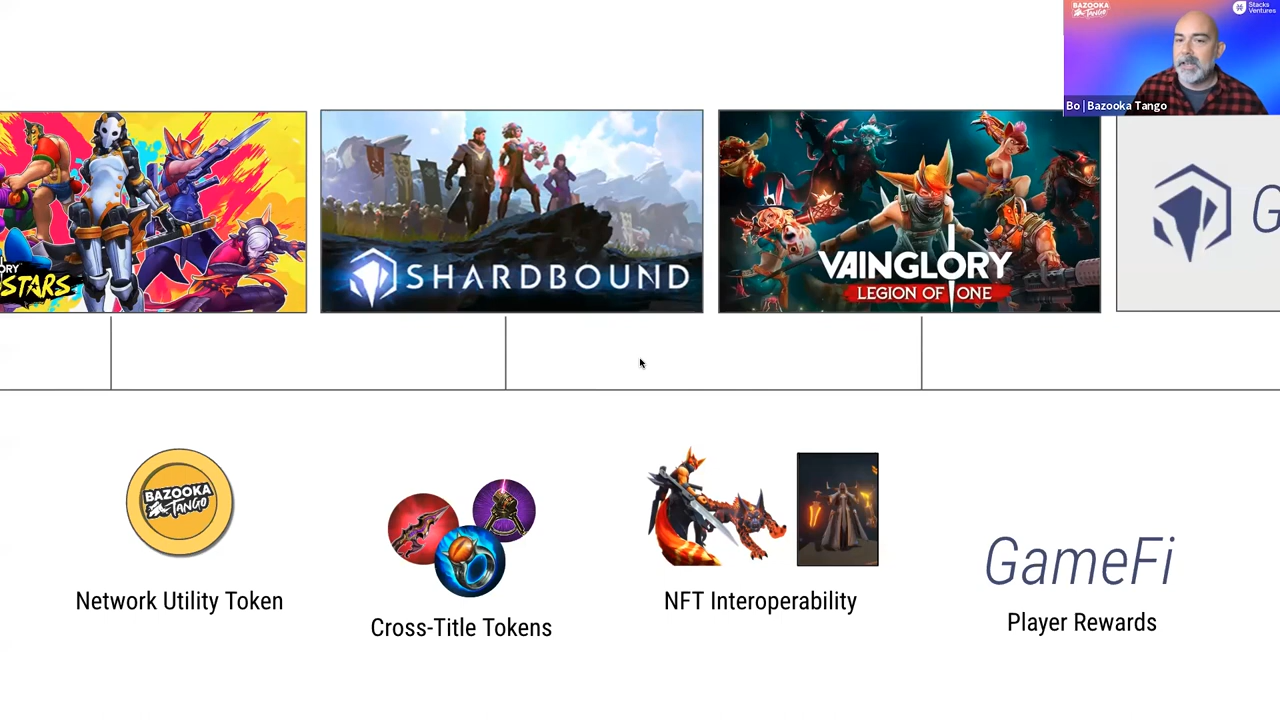 BAZOOKA
TANGO
Stacks
Ventures
Bo | Bazooka Tango
ORY
STARS
SHARDBOUND
VAINGLORY
LEGION OF ONE
G
BAZOOKA
TANGO
Network Utility Token
Cross-Title Tokens
NFT Interoperability
GameFi
Player Rewards